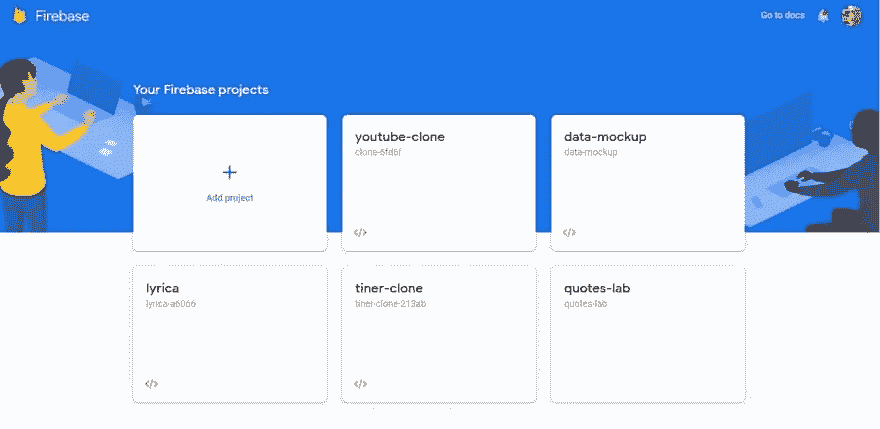 Firebase
Go to docs
Your Firebase projects
Add project
youtube-clone
clone-5fd6f
data-mockup
data-mockup
</>
</>
lyrica
lyrica-a6066
tiner-clone
tiner-clone-213ab
quotes-lab
quotes-lab
</>
</>